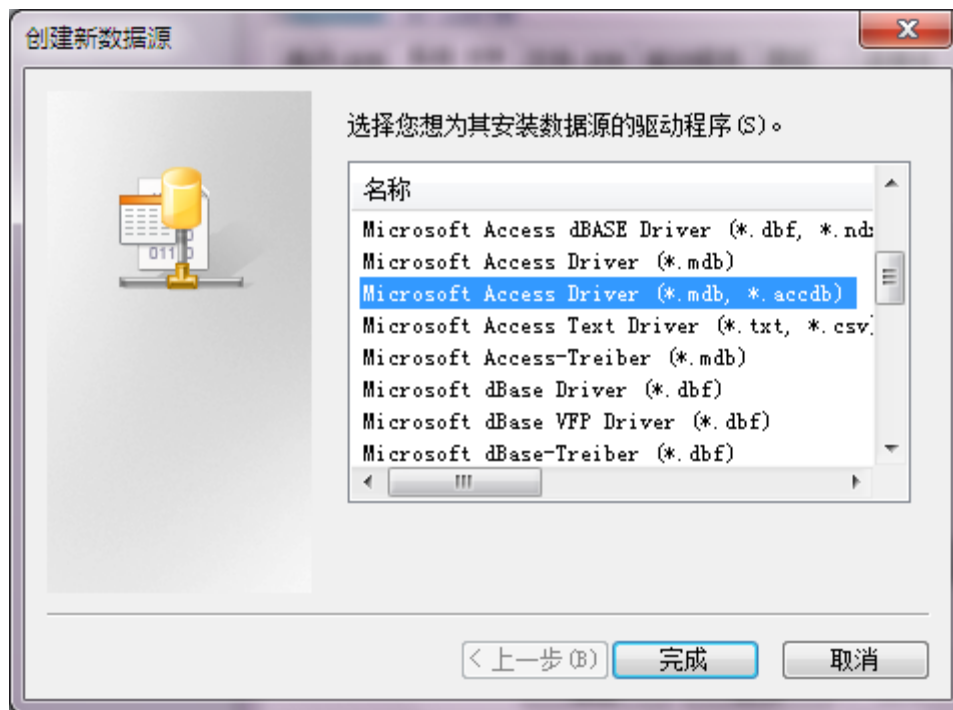 创建新数据源
选择您想为其安装数据源的驱动程序(S)。
名称
Microsoft Access dBASE Driver (*.dbf, *.nd
Microsoft Access Driver (*.mdb)
Microsoft Access Driver (*.mdb, *.accdb)
Microsoft Access Text Driver (*.txt, *.csv
Microsoft Access-Treiber (*.mdb)
Microsoft dBase Driver (*.dbf)
Microsoft dBase VFP Driver (*.dbf)
Microsoft dBase-Treiber (*.dbf)
< 上一步(B) 完成 取消